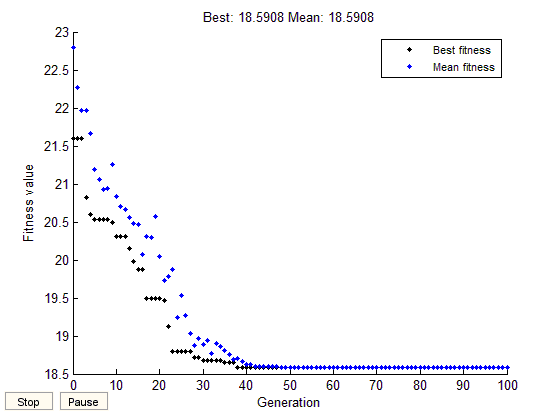 Best: 18.5908 Mean: 18.5908
23
22.5
22
21.5
21
20.5
20
19.5
19
18.5
Fitness value
Best fitness
Mean fitness
0 10 20 30 40 50 60 70 80 90 100
Generation
Stop Pause